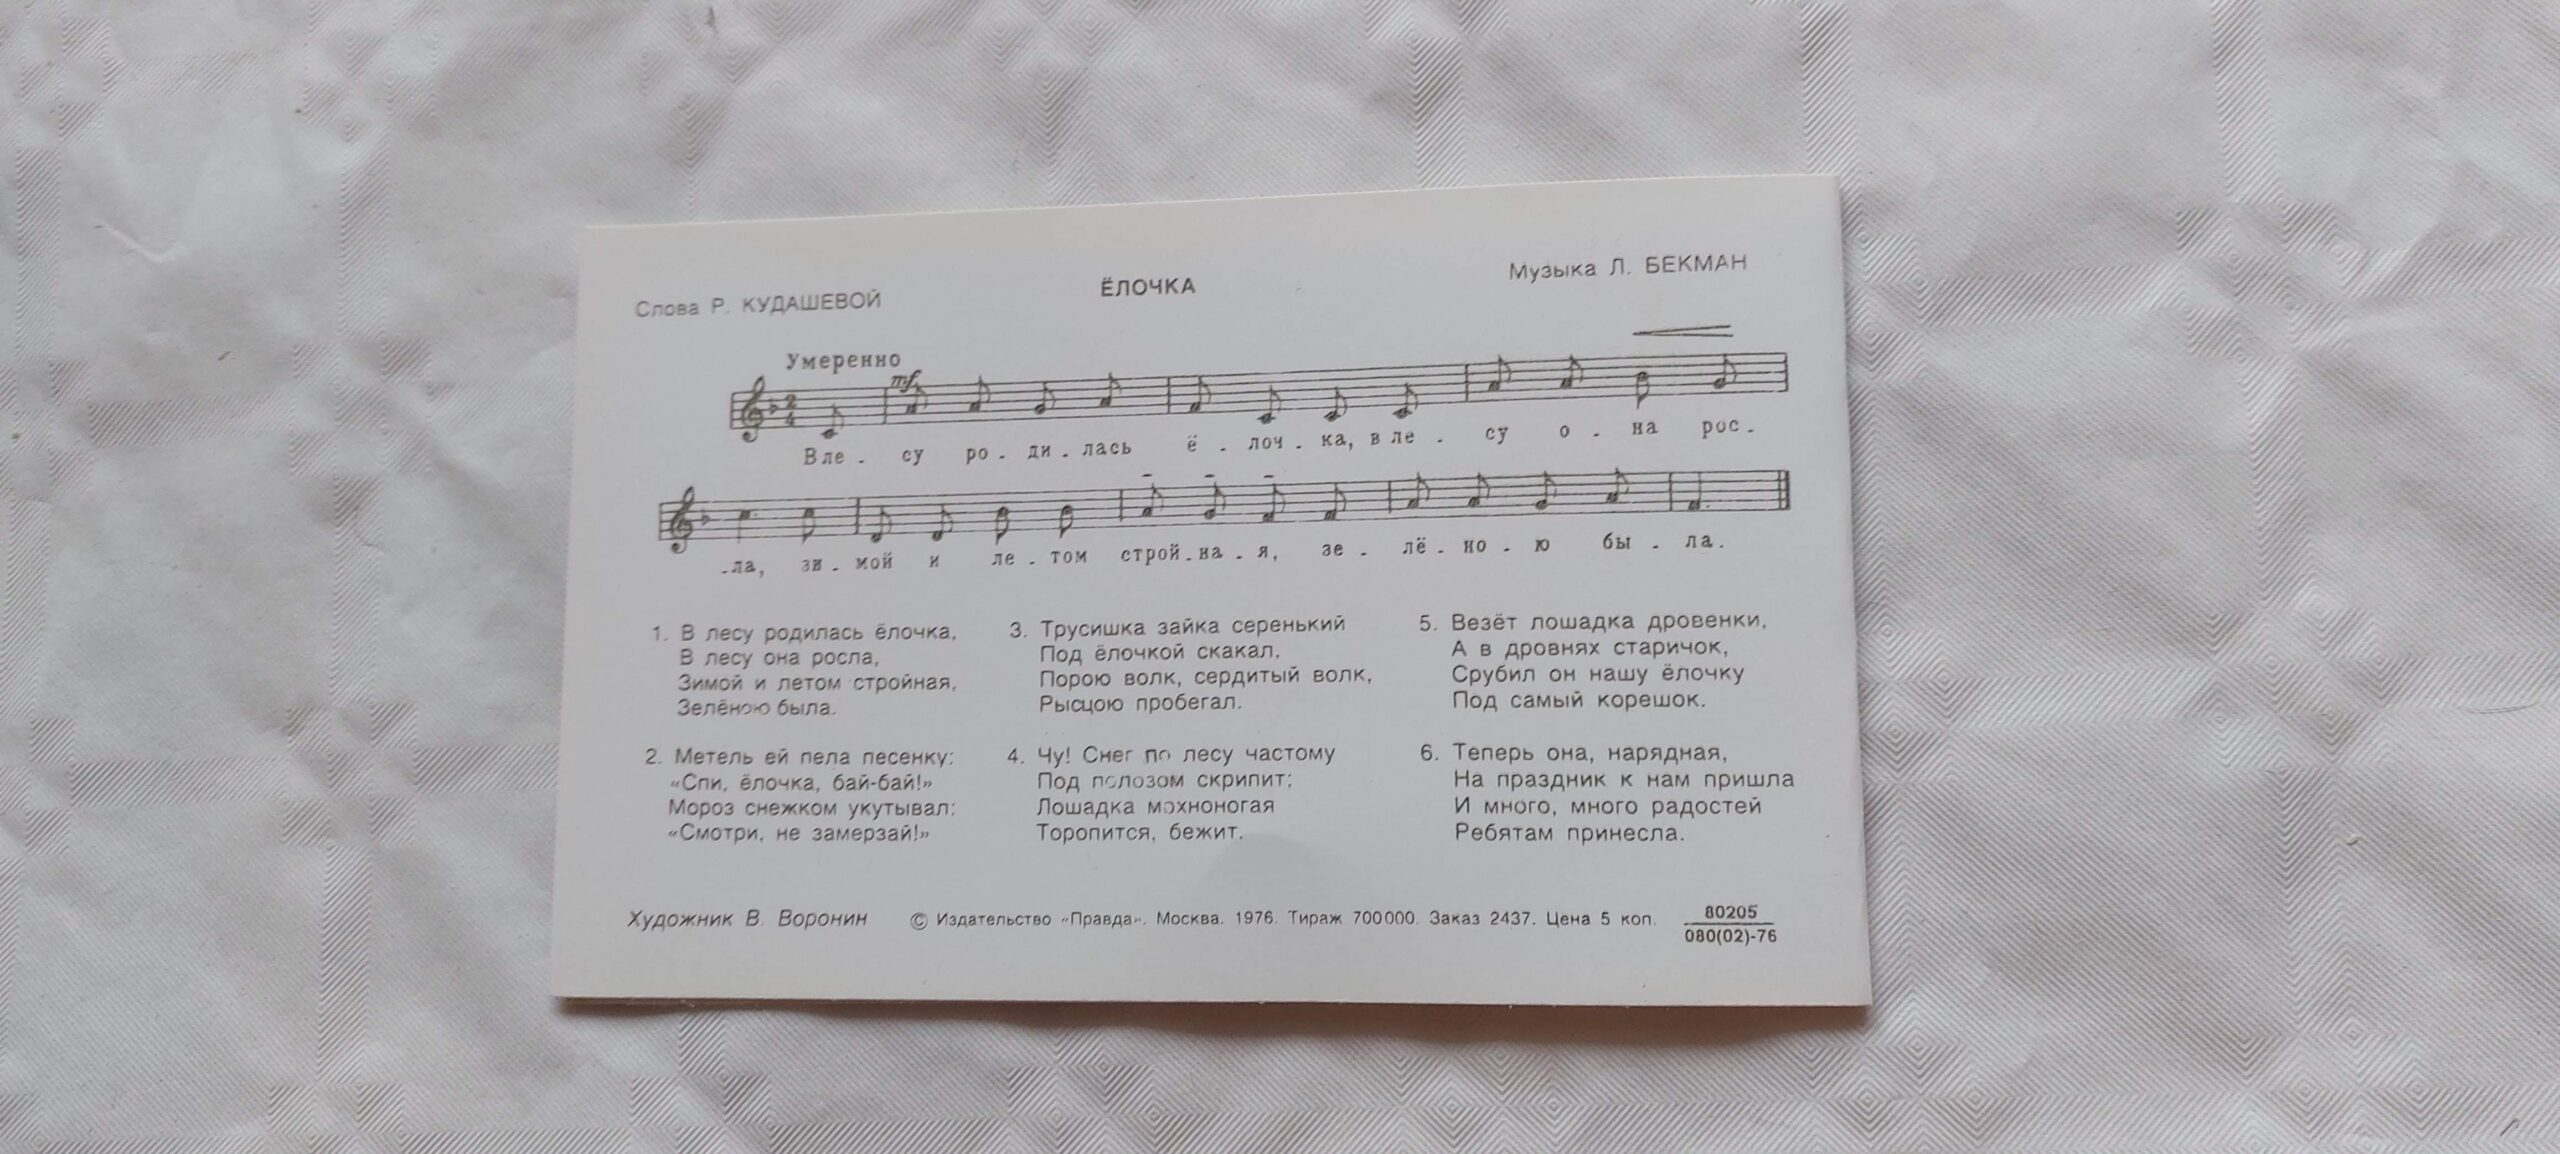 Слова Р. КУДАШЕВОЙ
ЁЛОЧКА
Музыка Л. БЕКМАН
Умеренно
mf
2
4
В ле - су ро - ди - лась ё - лоч - ка, в ле - су о - на рос -
-ла, зи - мой и ле - том строй - на - я, зе - лё - но - ю бы - ла.
1. В лесу родилась ёлочка,
В лесу она росла,
Зимой и летом стройная,
Зелёною была.
2. Метель ей пела песенку:
«Спи, ёлочка, бай-бай!»
Мороз снежком укутывал:
«Смотри, не замерзай!»
3. Трусишка зайка серенький
Под ёлочкой скакал,
Порою волк, сердитый волк,
Рысцою пробегал.
4. Чу! Снег по лесу частому
Под полозом скрипит;
Лошадка мохноногая
Торопится, бежит.
5. Везёт лошадка дровенки,
А в дровнях старичок,
Срубил он нашу ёлочку
Под самый корешок.
6. Теперь она, нарядная,
На праздник к нам пришла
И много, много радостей
Ребятам принесла.
Художник В. Воронин
© Издательство «Правда». Москва. 1976. Тираж 700000. Заказ 2437. Цена 5 коп.
80205
080(02)-76